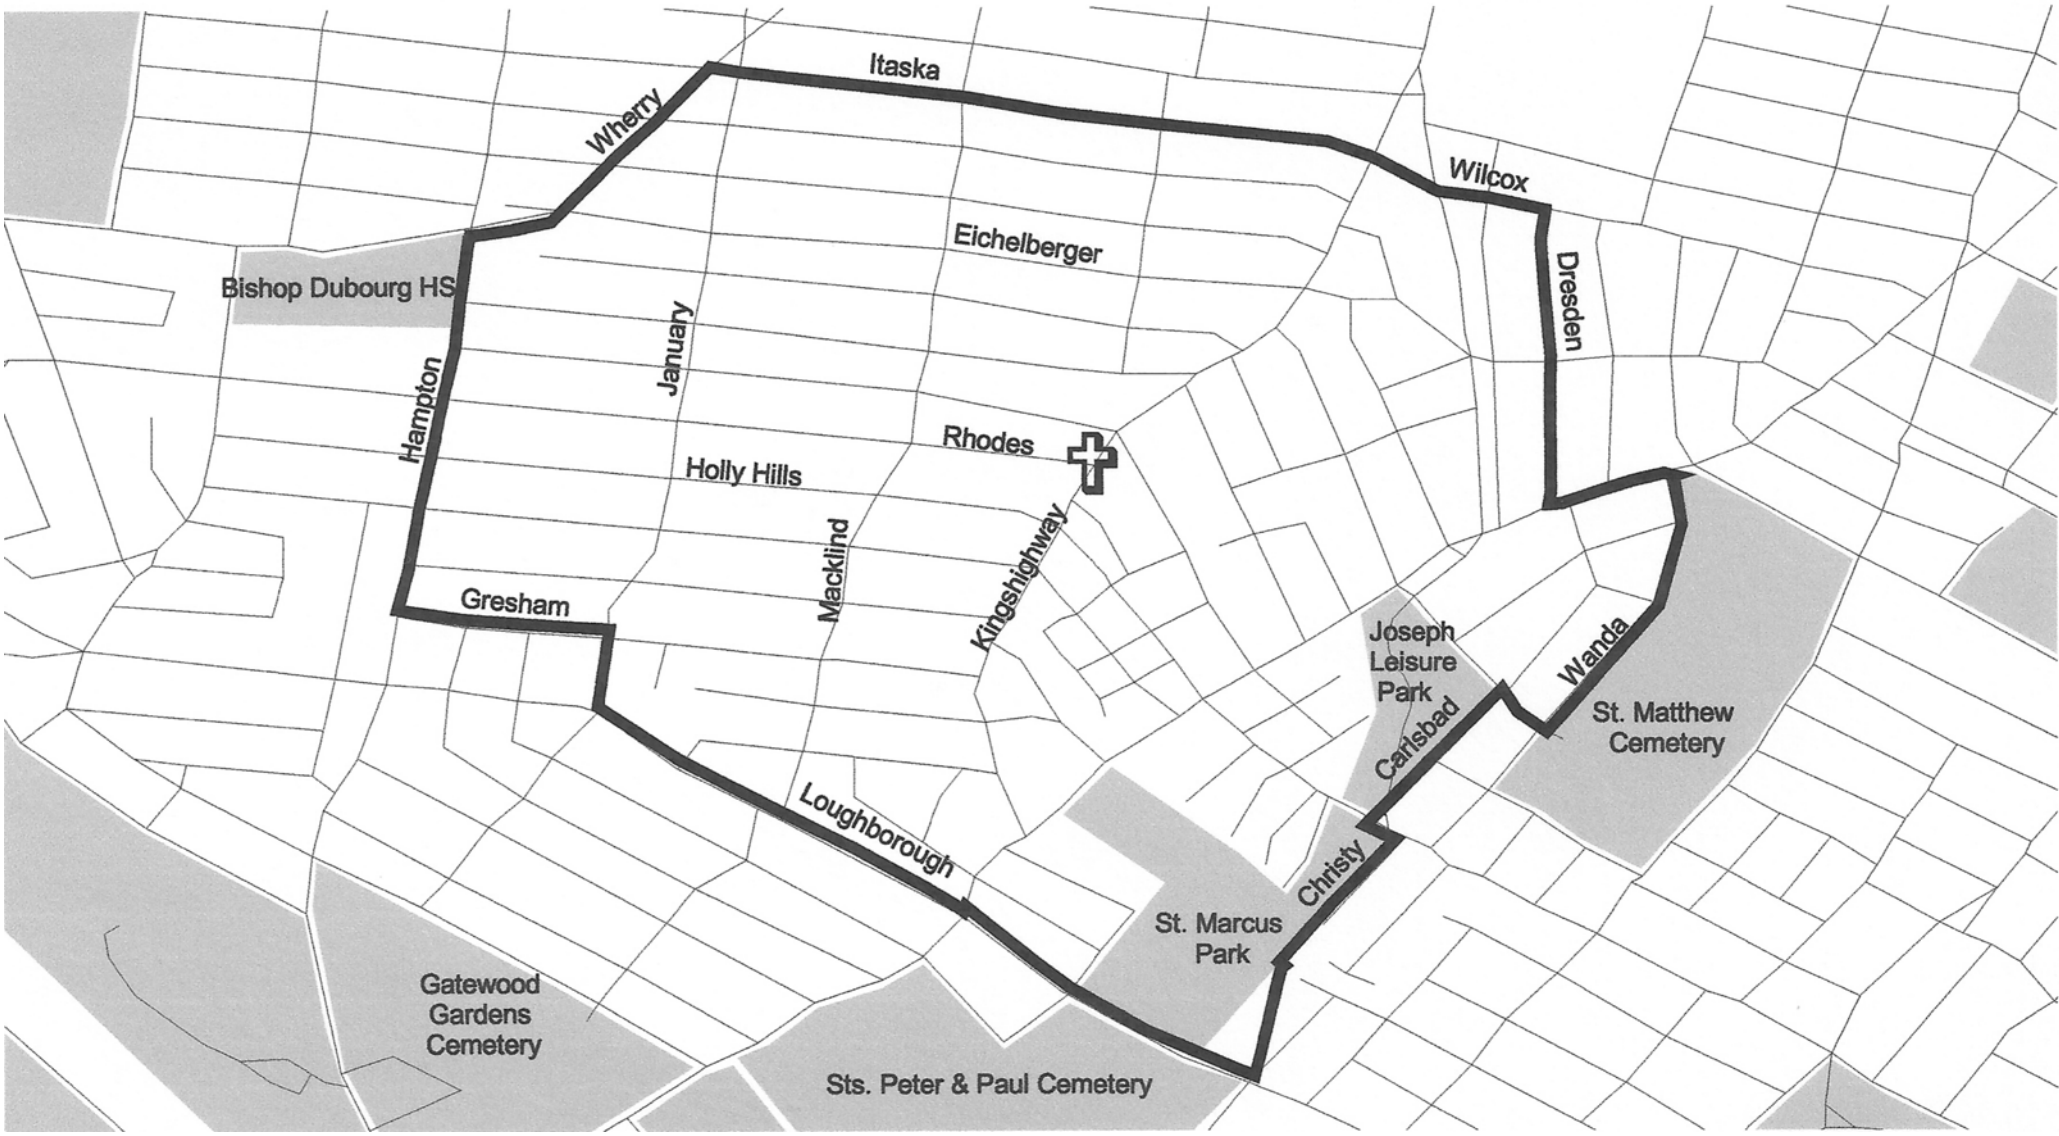 Itaska
Wherry
Wilcox
Eichelberger
Dresden
Bishop Dubourg HS
January
Hampton
Rhodes
Holly Hills
Macklind
Kingshighway
Gresham
Joseph
Leisure
Park
Wanda
St. Matthew
Cemetery
Carlsbad
Loughborough
Christy
St. Marcus
Park
Gatewood
Gardens
Cemetery
Sts. Peter & Paul Cemetery